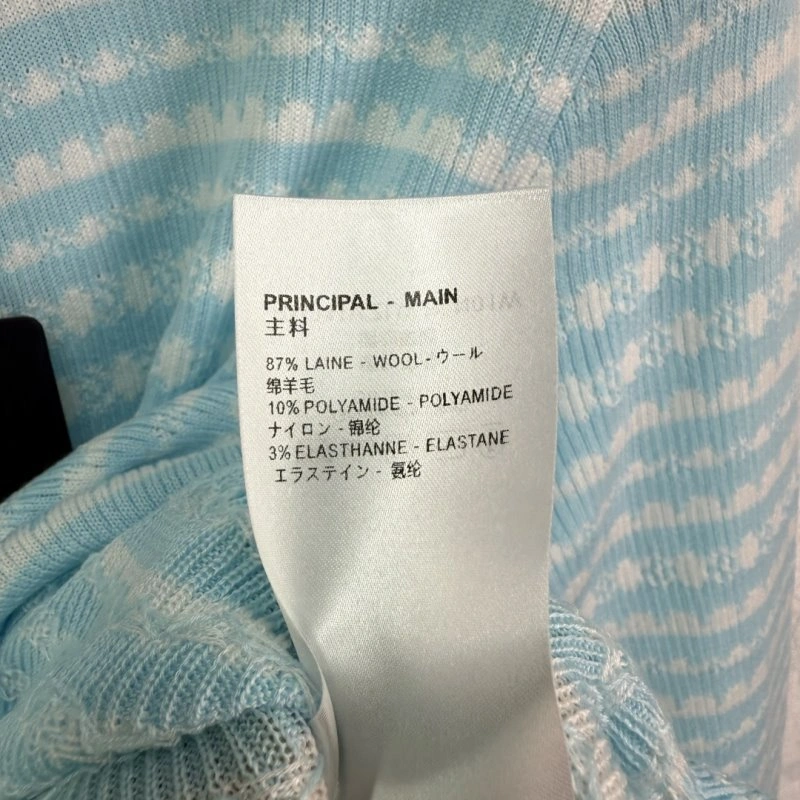 PRINCIPAL - MAIN
主料
87% LAINE - WOOL - ウール
绵羊毛
10% POLYAMIDE - POLYAMIDE
ナイロン - 锦纶
3% ELASTHANNE - ELASTANE
エラステイン - 氨纶